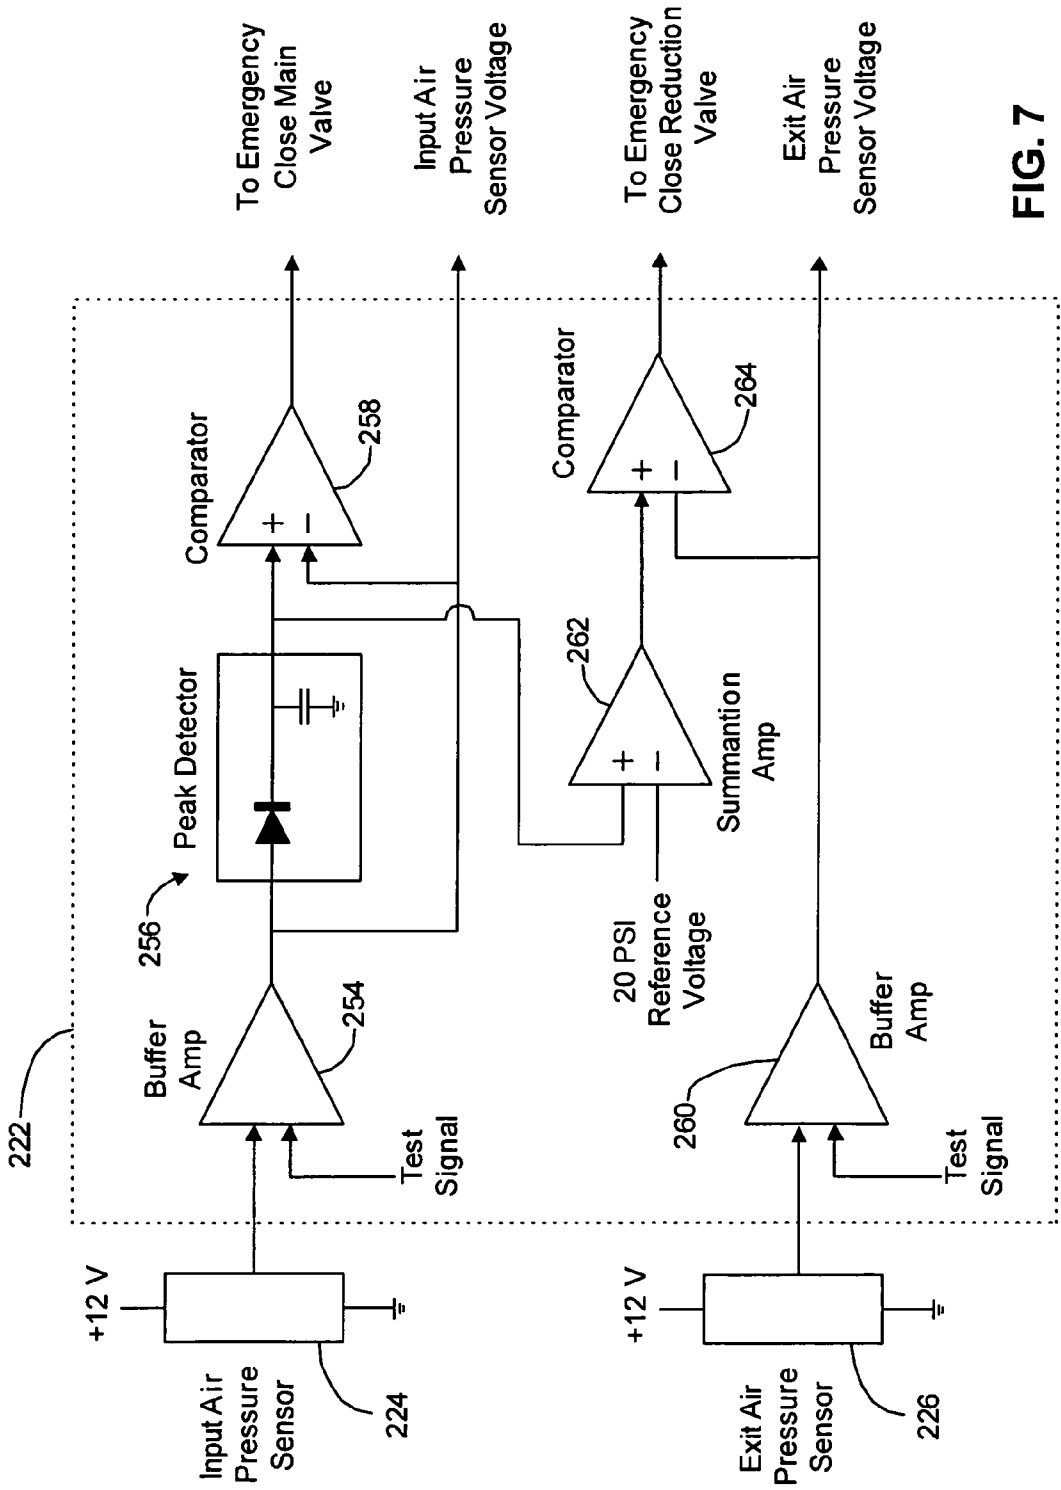 222
+12 V
Input Air
Pressure
Sensor
224
Buffer
Amp
254
Test
Signal
256
Peak Detector
Comparator
+
−
258
To Emergency
Close Main
Valve
Input Air
Pressure
Sensor Voltage
20 PSI
Reference
Voltage
+
−
262
Summantion
Amp
Comparator
+
−
264
To Emergency
Close Reduction
Valve
+12 V
Exit Air
Pressure
Sensor
226
260
Buffer
Amp
Test
Signal
Exit Air
Pressure
Sensor Voltage
FIG. 7